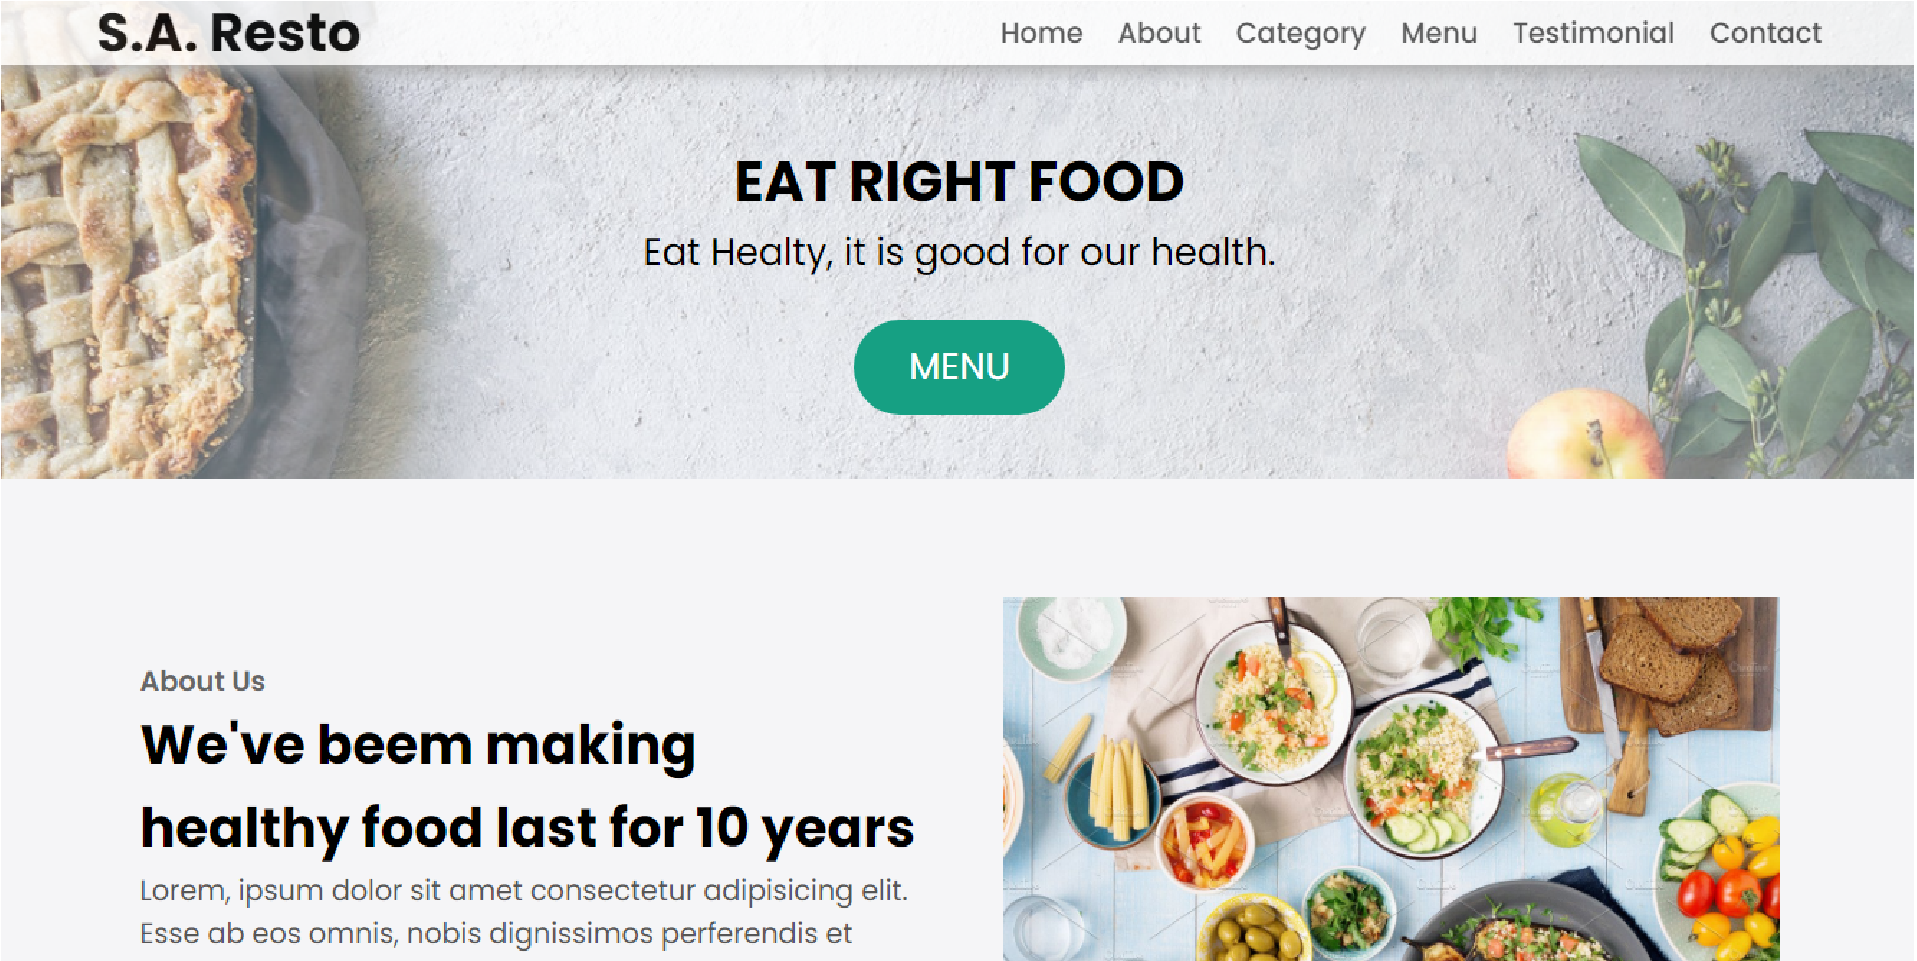 S.A. Resto
Home About Category Menu Testimonial Contact
EAT RIGHT FOOD
Eat Healty, it is good for our health.
MENU
About Us
We've beem making
healthy food last for 10 years
Lorem, ipsum dolor sit amet consectetur adipisicing elit.
Esse ab eos omnis, nobis dignissimos perferendis et